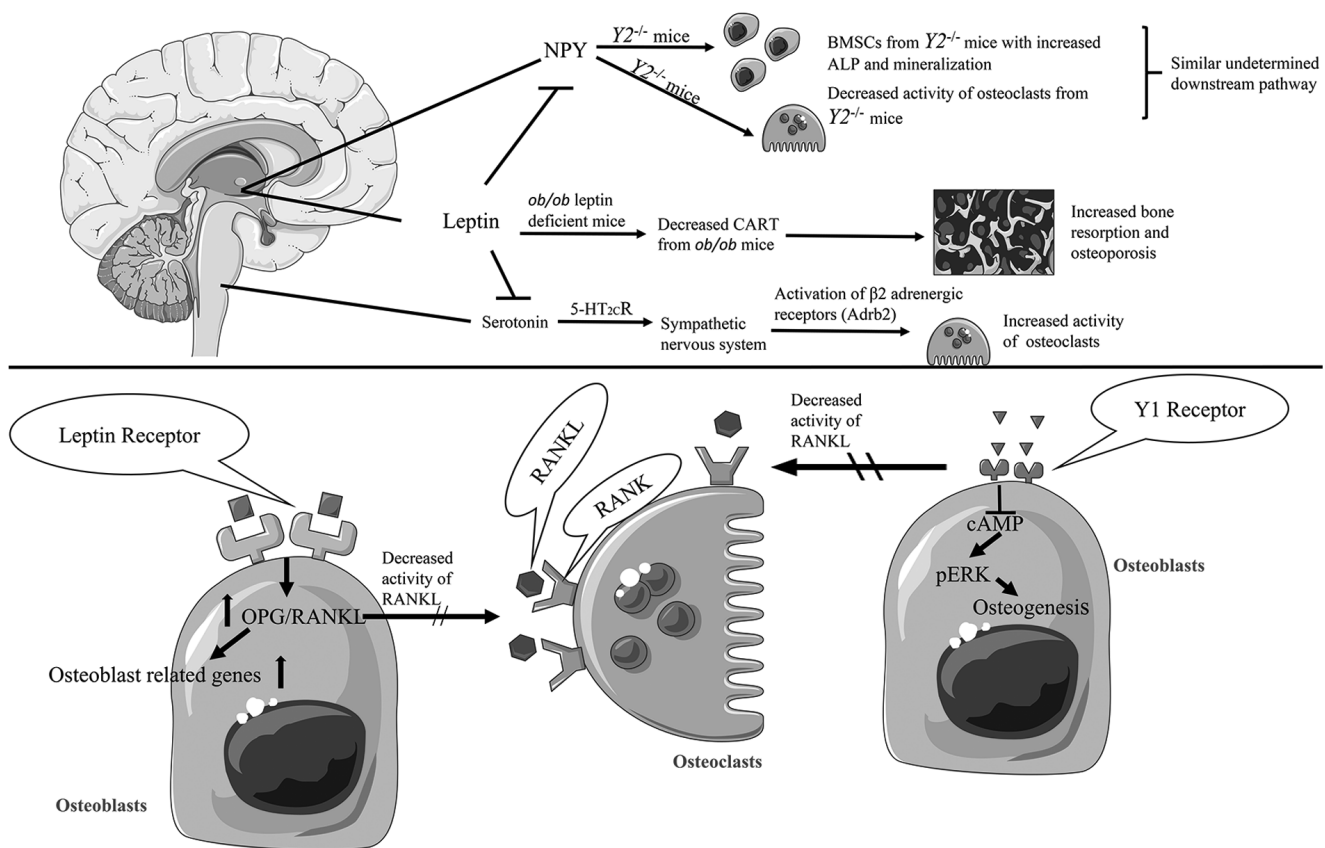 NPY
Y2-/- mice
Y2-/- mice
BMSCs from Y2-/- mice with increased
ALP and mineralization
Decreased activity of osteoclasts from
Y2-/- mice
Similar undetermined
downstream pathway
Leptin
ob/ob leptin
deficient mice
Decreased CART
from ob/ob mice
Increased bone
resorption and
osteoporosis
Serotonin
5-HT2CR
Sympathetic
nervous system
Activation of β2 adrenergic
receptors (Adrb2)
Increased activity
of osteoclasts
Leptin Receptor
OPG/RANKL
Osteoblast related genes
Osteoblasts
Decreased
activity of
RANKL
RANKL
RANK
Osteoclasts
Decreased
activity of
RANKL
Y1 Receptor
cAMP
pERK
Osteogenesis
Osteoblasts